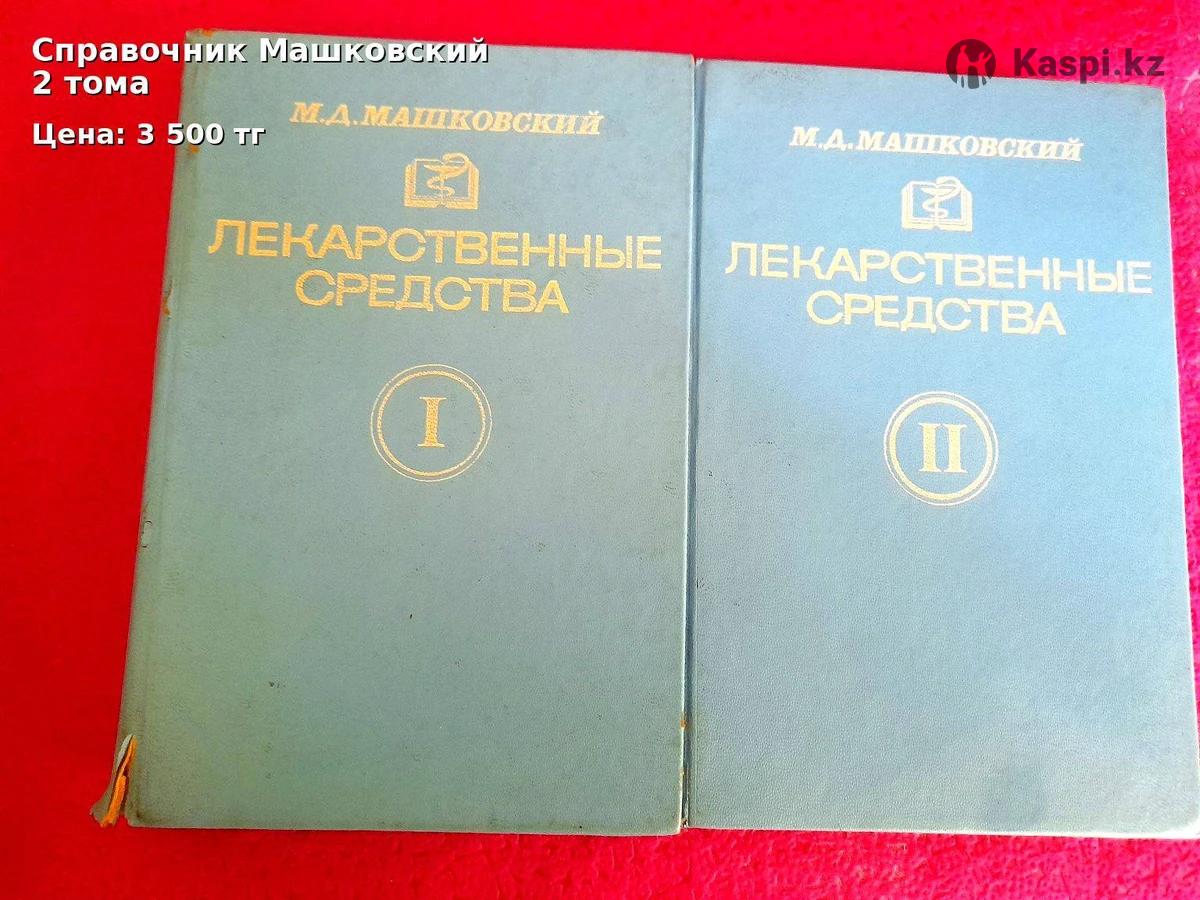 Справочник Машковский
2 тома
Цена: 3 500 тг
Kaspi.kz
М.Д.МАШКОВСКИЙ
ЛЕКАРСТВЕННЫЕ
СРЕДСТВА
I
М.Д.МАШКОВСКИЙ
ЛЕКАРСТВЕННЫЕ
СРЕДСТВА
II